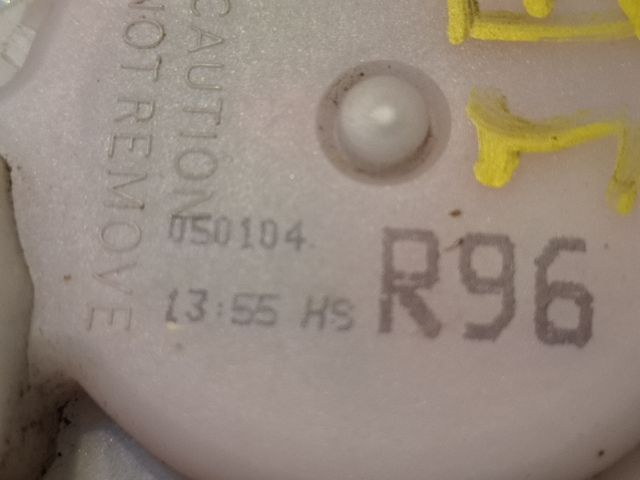 CAUTION
NOT REMOVE
050104
13:55 HS R96